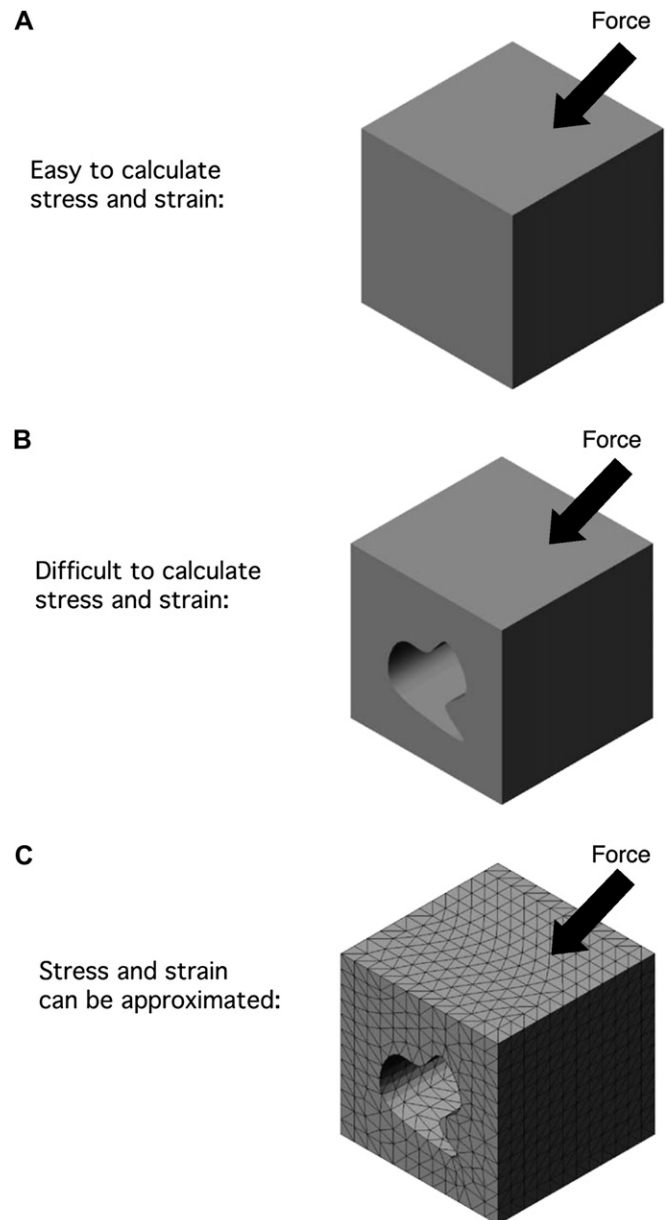 A
Force
Easy to calculate
stress and strain:
B
Force
Difficult to calculate
stress and strain:
C
Force
Stress and strain
can be approximated: